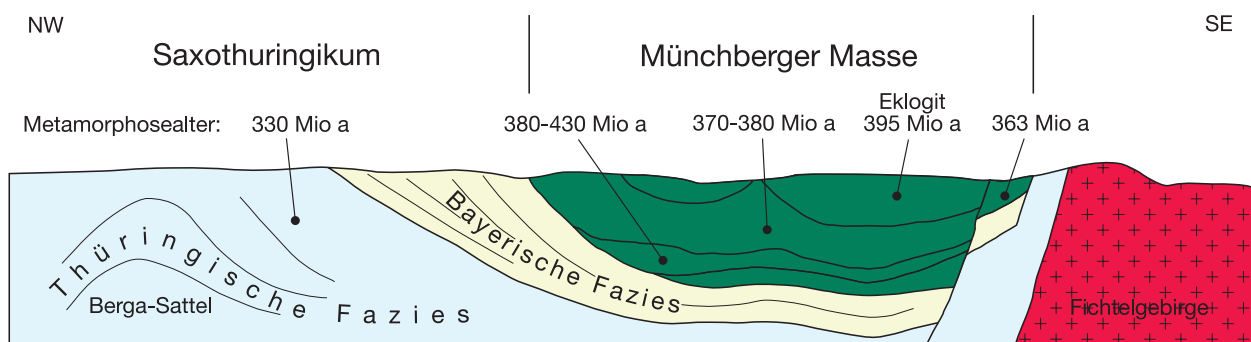 NW
SE
Saxothuringikum
Münchberger Masse
Eklogit
Metamorphosealter:
330 Mio a
380-430 Mio a
370-380 Mio a
395 Mio a
363 Mio a
Bayerische Fazies
Thüringische Fazies
Berga-Sattel
Fichtelgebirge